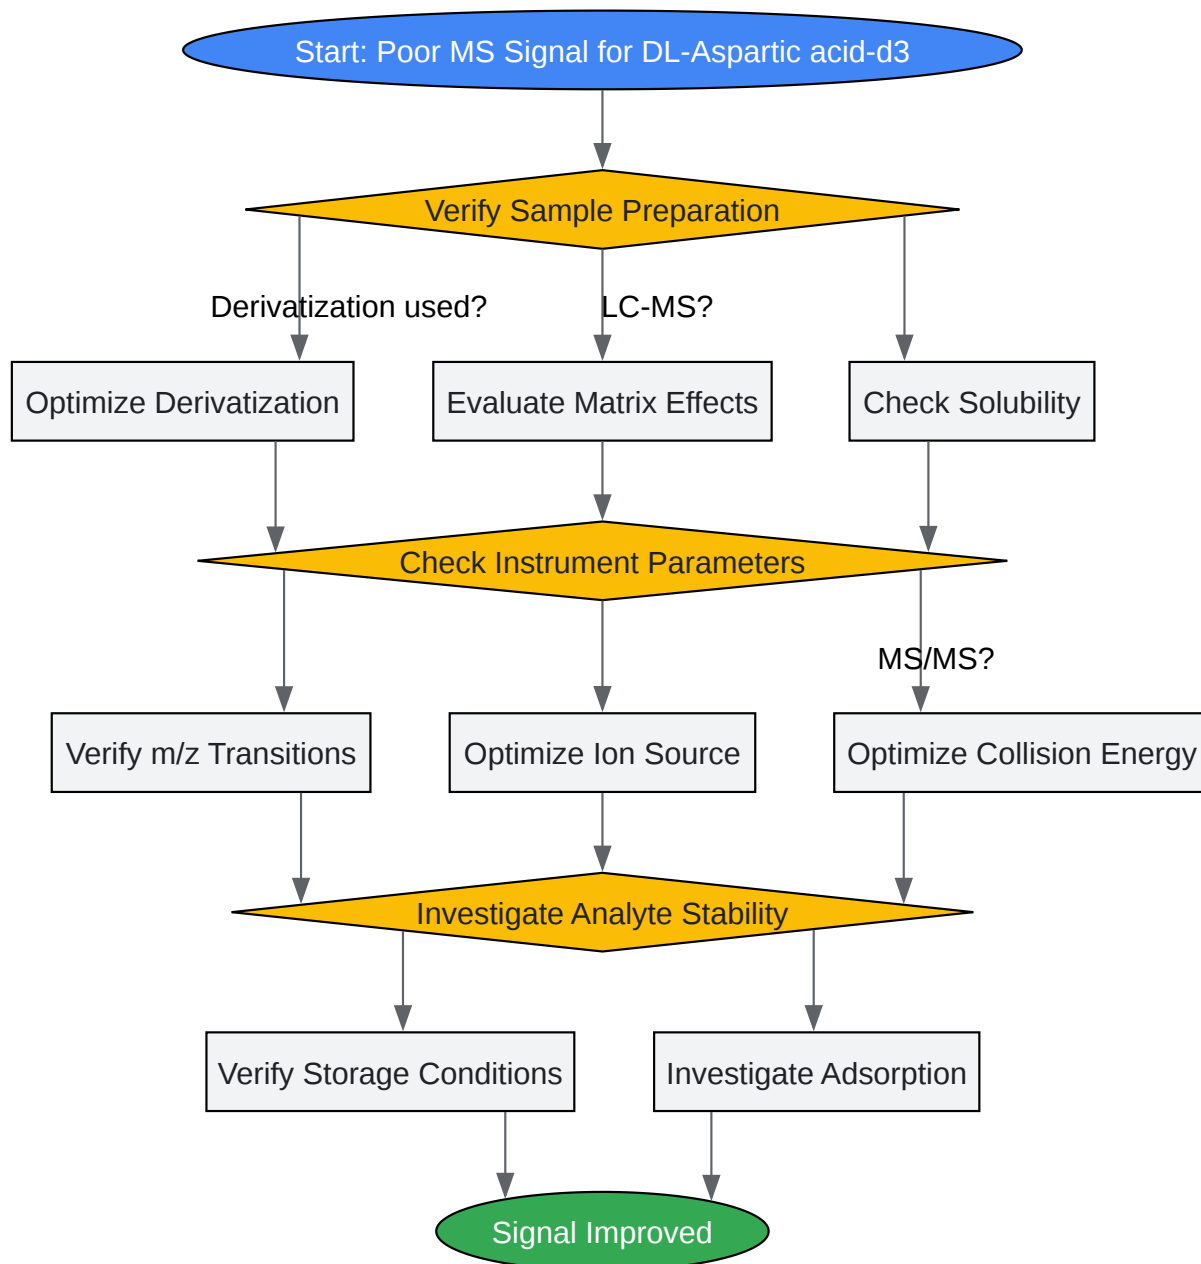 Start: Poor MS Signal for DL-Aspartic acid-d3
Verify Sample Preparation
Derivatization used?
LC-MS?
Optimize Derivatization
Evaluate Matrix Effects
Check Solubility
Check Instrument Parameters
MS/MS?
Verify m/z Transitions
Optimize Ion Source
Optimize Collision Energy
Investigate Analyte Stability
Verify Storage Conditions
Investigate Adsorption
Signal Improved